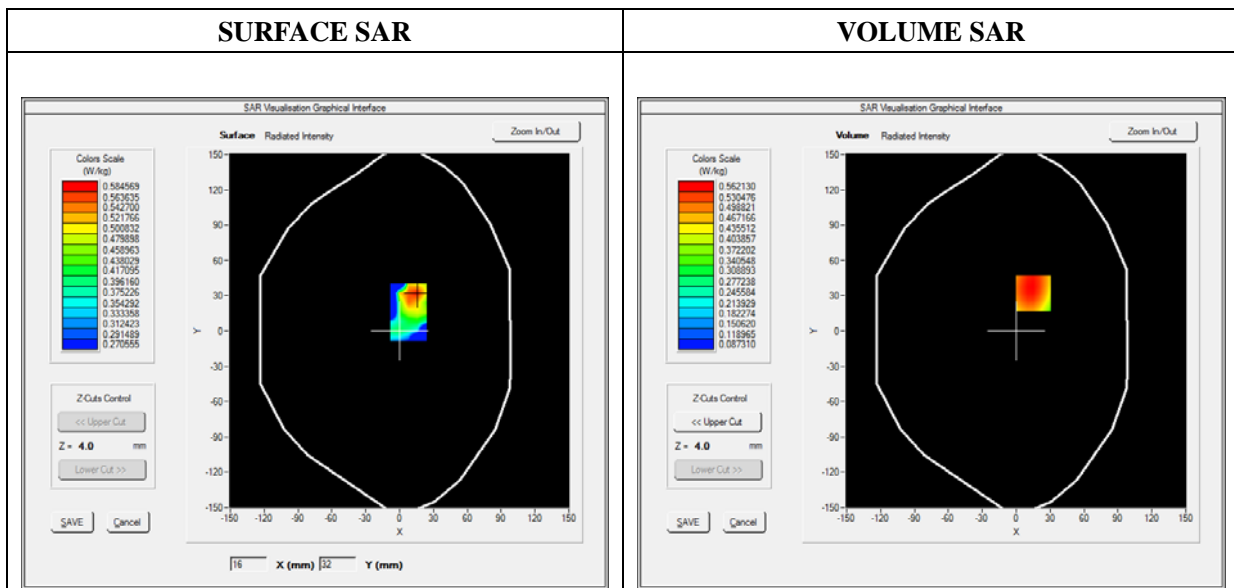 SURFACE SAR
VOLUME SAR
SAR Visualisation Graphical Interface
Surface Radiated Intensity
Zoom In/Out
Colors Scale
(W/kg)
0.584569
0.563635
0.542700
0.521766
0.500832
0.479898
0.458963
0.438029
0.417095
0.396160
0.375226
0.354292
0.333358
0.312423
0.291489
0.270555
Z-Cuts Control
<< Upper Cut
Z = 4.0 mm
Lower Cut >>
SAVE Cancel
150
120
90
60
30
0
-30
-60
-90
-120
-150
Y
-150 -120 -90 -60 -30 0 30 60 90 120 150
X
16 X (mm) 32 Y (mm)
SAR Visualisation Graphical Interface
Volume Radiated Intensity
Zoom In/Out
Colors Scale
(W/kg)
0.562130
0.530476
0.498821
0.467166
0.435512
0.403857
0.372202
0.340548
0.308893
0.277238
0.245584
0.213929
0.182274
0.150620
0.118965
0.087310
Z-Cuts Control
<< Upper Cut
Z = 4.0 mm
Lower Cut >>
SAVE Cancel
150
120
90
60
30
0
-30
-60
-90
-120
-150
Y
-150 -120 -90 -60 -30 0 30 60 90 120 150
X